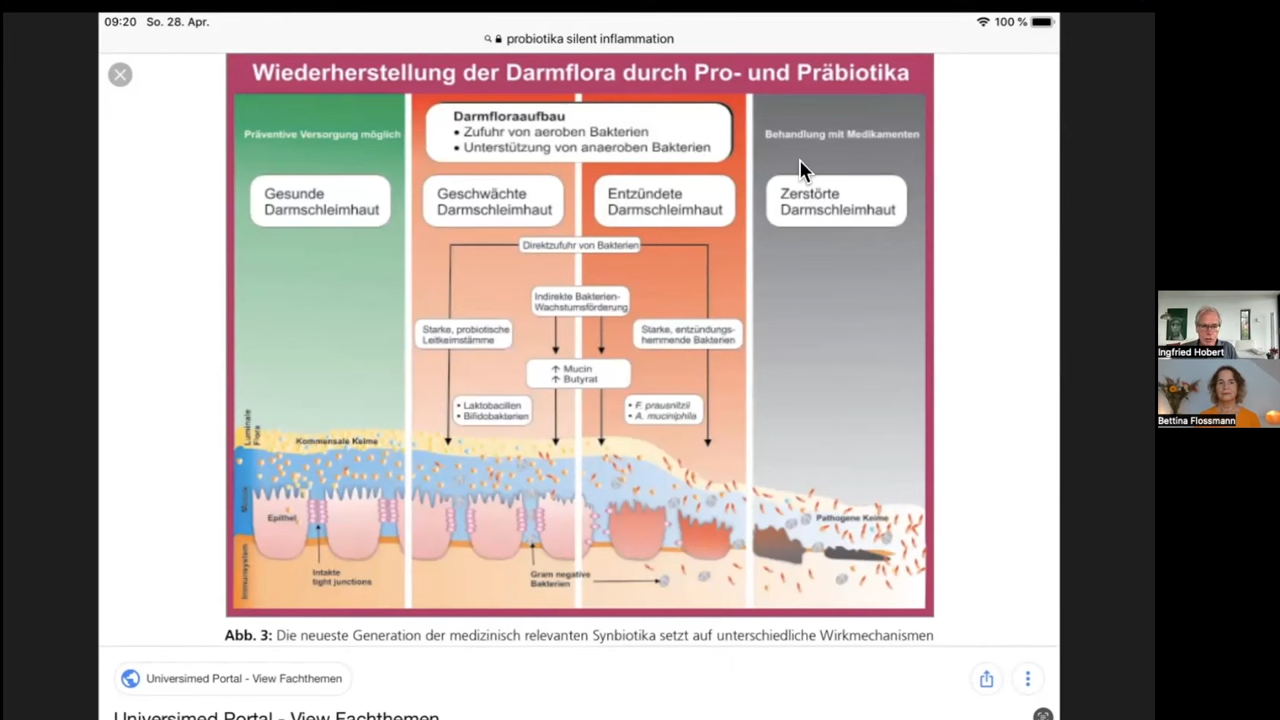 09:20 So. 28. Apr.
100 %
probiotika silent inflammation
Wiederherstellung der Darmflora durch Pro- und Präbiotika
Präventive Versorgung möglich
Darmfloraaufbau
• Zufuhr von aeroben Bakterien
• Unterstützung von anaeroben Bakterien
Behandlung mit Medikamenten
Gesunde
Darmschleimhaut
Geschwächte
Darmschleimhaut
Entzündete
Darmschleimhaut
Zerstörte
Darmschleimhaut
Direktzufuhr von Bakterien
Indirekte Bakterien-
Wachstumsförderung
Starke, probiotische
Leitkeimstämme
Starke, entzündungs-
hemmende Bakterien
↑ Mucin
↑ Butyrat
• Laktobacillen
• Bifidobakterien
• F. prausnitzii
• A. muciniphila
Luminale
Flora
Kommensale Keime
Mucus
Epithel
Pathogene Keime
Immunsystem
Intakte
tight junctions
Gram negative
Bakterien
Abb. 3: Die neueste Generation der medizinisch relevanten Synbiotika setzt auf unterschiedliche Wirkmechanismen
Universimed Portal - View Fachthemen
Universimed Portal - View Fachthemen
Ingfried Hobert
Bettina Flossmann